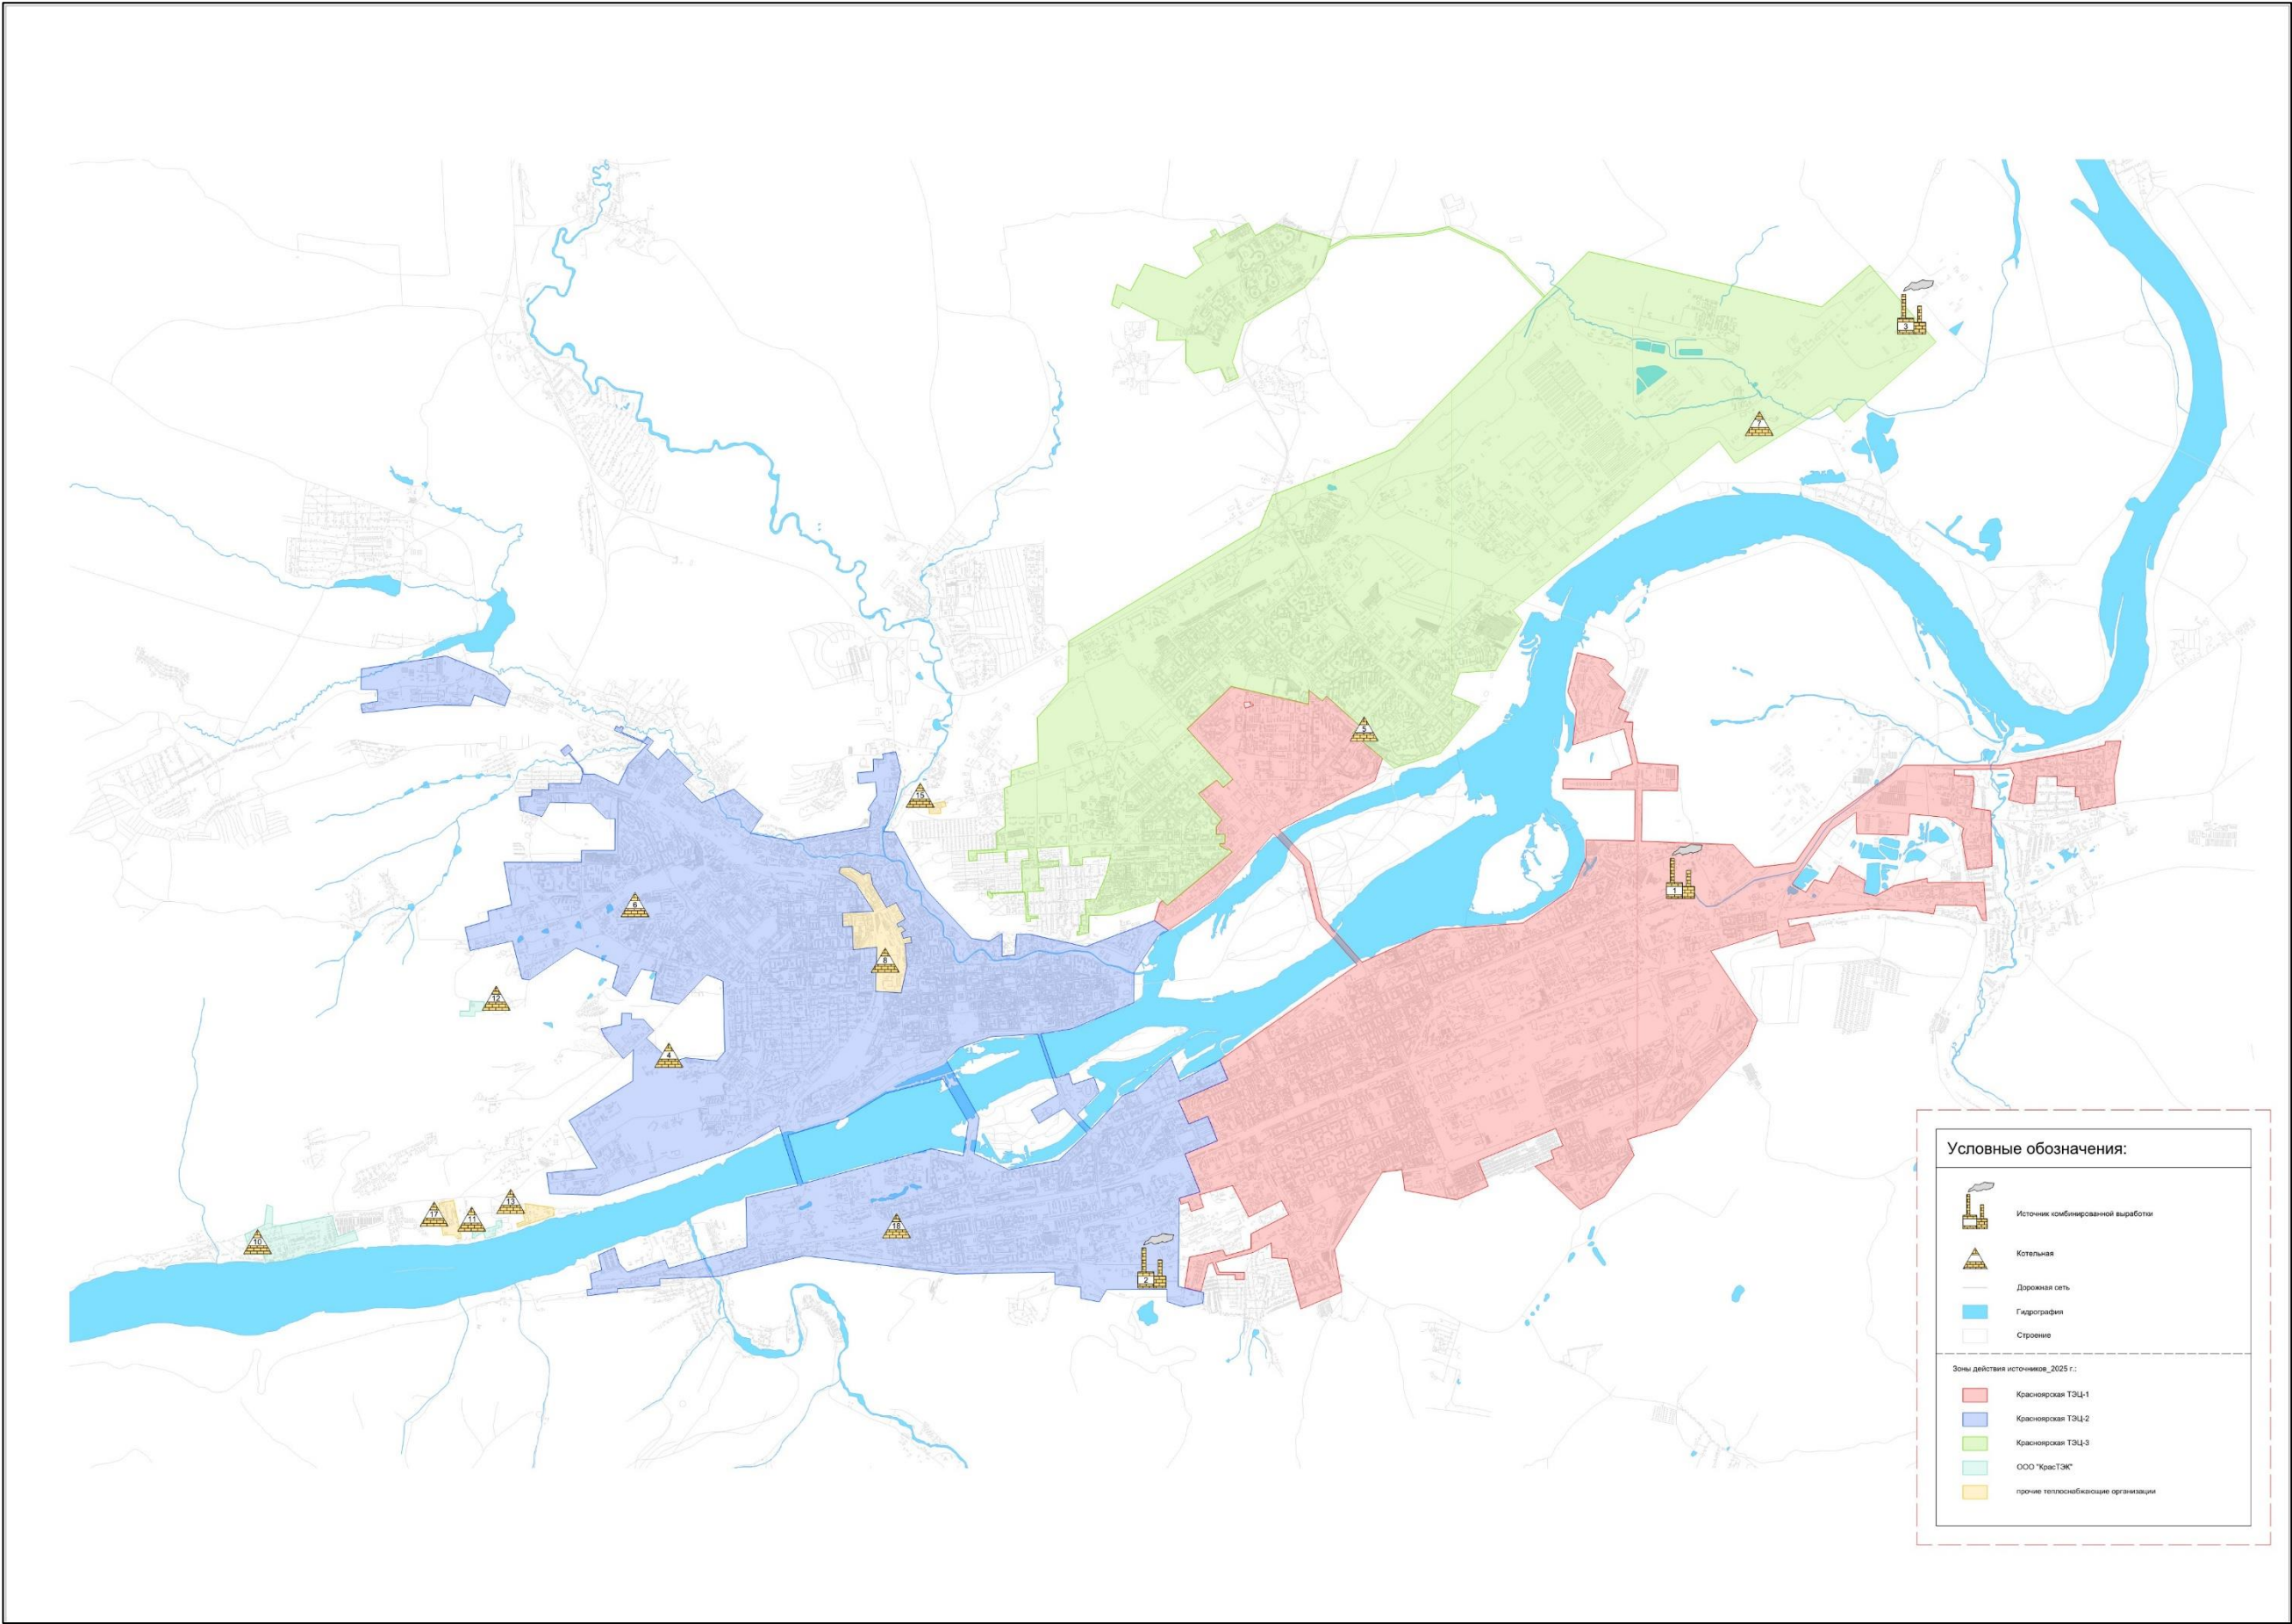 3
7
5
15
1
6
8
12
4
17
11
13
10
18
2
Условные обозначения:
Источник комбинированной выработки
Котельная
Дорожная сеть
Гидрография
Строение
Зоны действия источников_2025 г.:
Красноярская ТЭЦ-1
Красноярская ТЭЦ-2
Красноярская ТЭЦ-3
ООО "КрасТЭК"
прочие теплоснабжающие организации